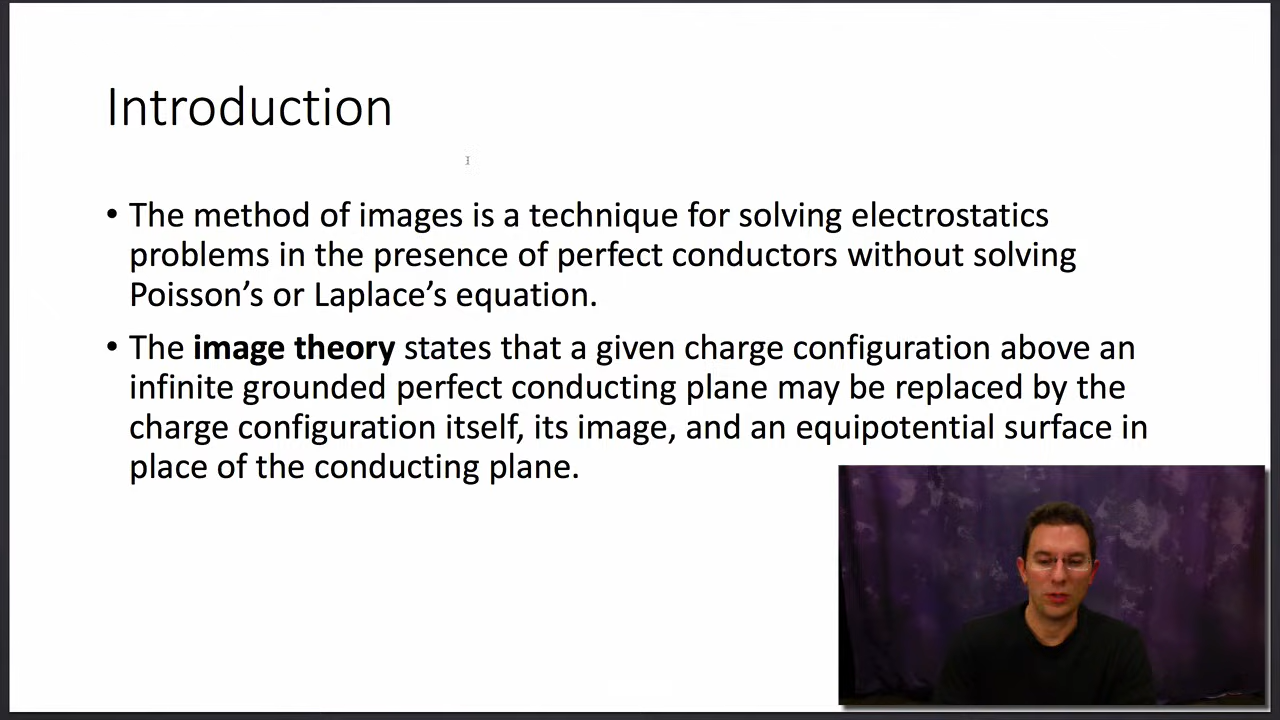 Introduction
• The method of images is a technique for solving electrostatics
problems in the presence of perfect conductors without solving
Poisson’s or Laplace’s equation.
• The image theory states that a given charge configuration above an
infinite grounded perfect conducting plane may be replaced by the
charge configuration itself, its image, and an equipotential surface in
place of the conducting plane.